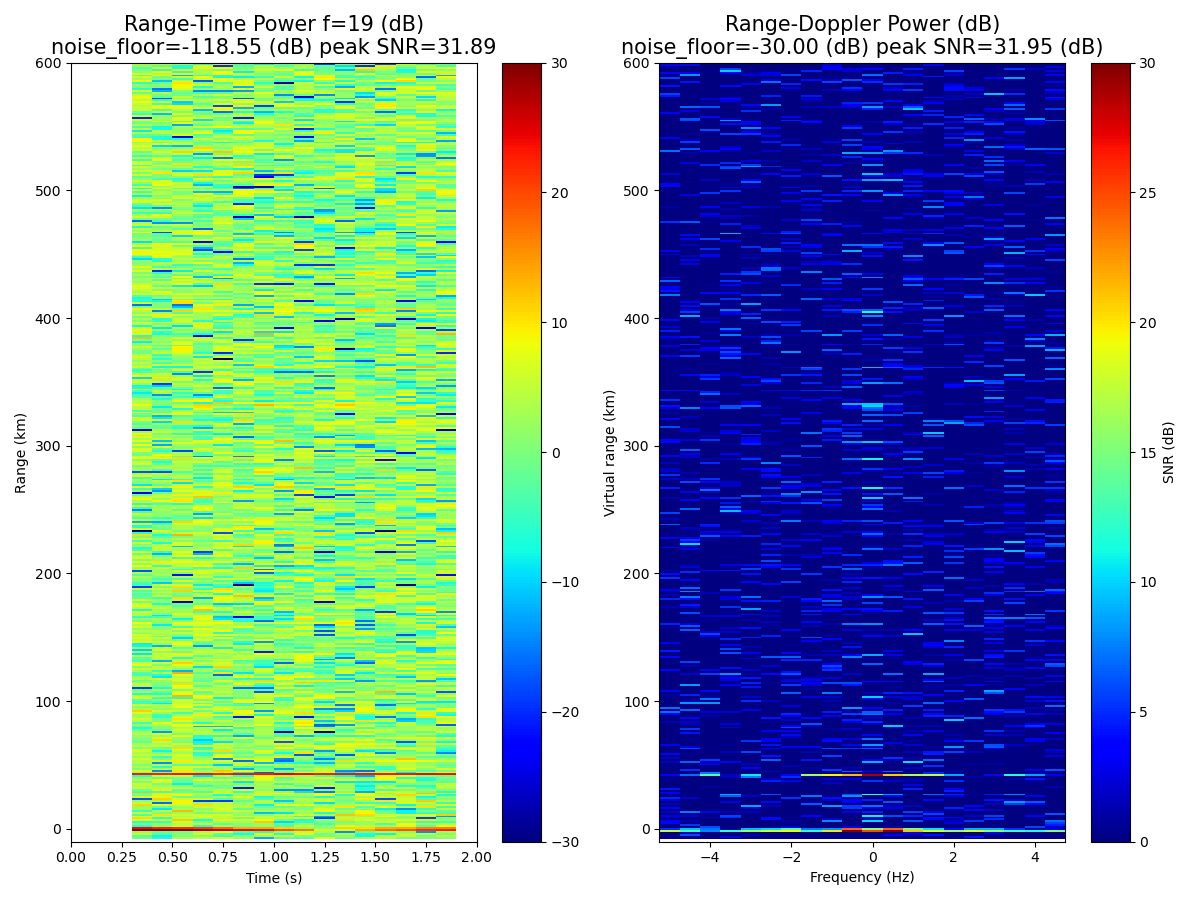 Range-Time Power f=19 (dB)
noise_floor=-118.55 (dB) peak SNR=31.89
Range-Doppler Power (dB)
noise_floor=-30.00 (dB) peak SNR=31.95 (dB)
600
500
400
300
200
100
0
Range (km)
0.00 0.25 0.50 0.75 1.00 1.25 1.50 1.75 2.00
Time (s)
30
20
10
0
−10
−20
−30
600
500
400
300
200
100
0
Virtual range (km)
−4 −2 0 2 4
Frequency (Hz)
30
25
20
15
10
5
0
SNR (dB)